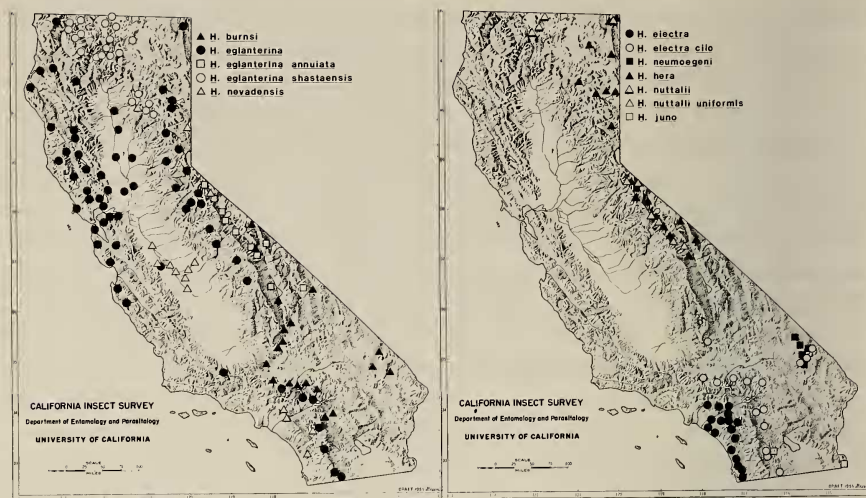 ▲ H. burnsi
● H. eglanterina
□ H. eglanterina annulata
○ H. eglanterina shastaensis
△ H. nevadensis
CALIFORNIA INSECT SURVEY
Department of Entomology and Parasitology
UNIVERSITY OF CALIFORNIA
SCALE
MILES
● H. electra
○ H. electra clio
■ H. neumoegeni
▲ H. hera
H. nuttalli
△ H. nuttalli uniformis
□ H. juno
CALIFORNIA INSECT SURVEY
Department of Entomology and Parasitology
UNIVERSITY OF CALIFORNIA
SCALE
MILES